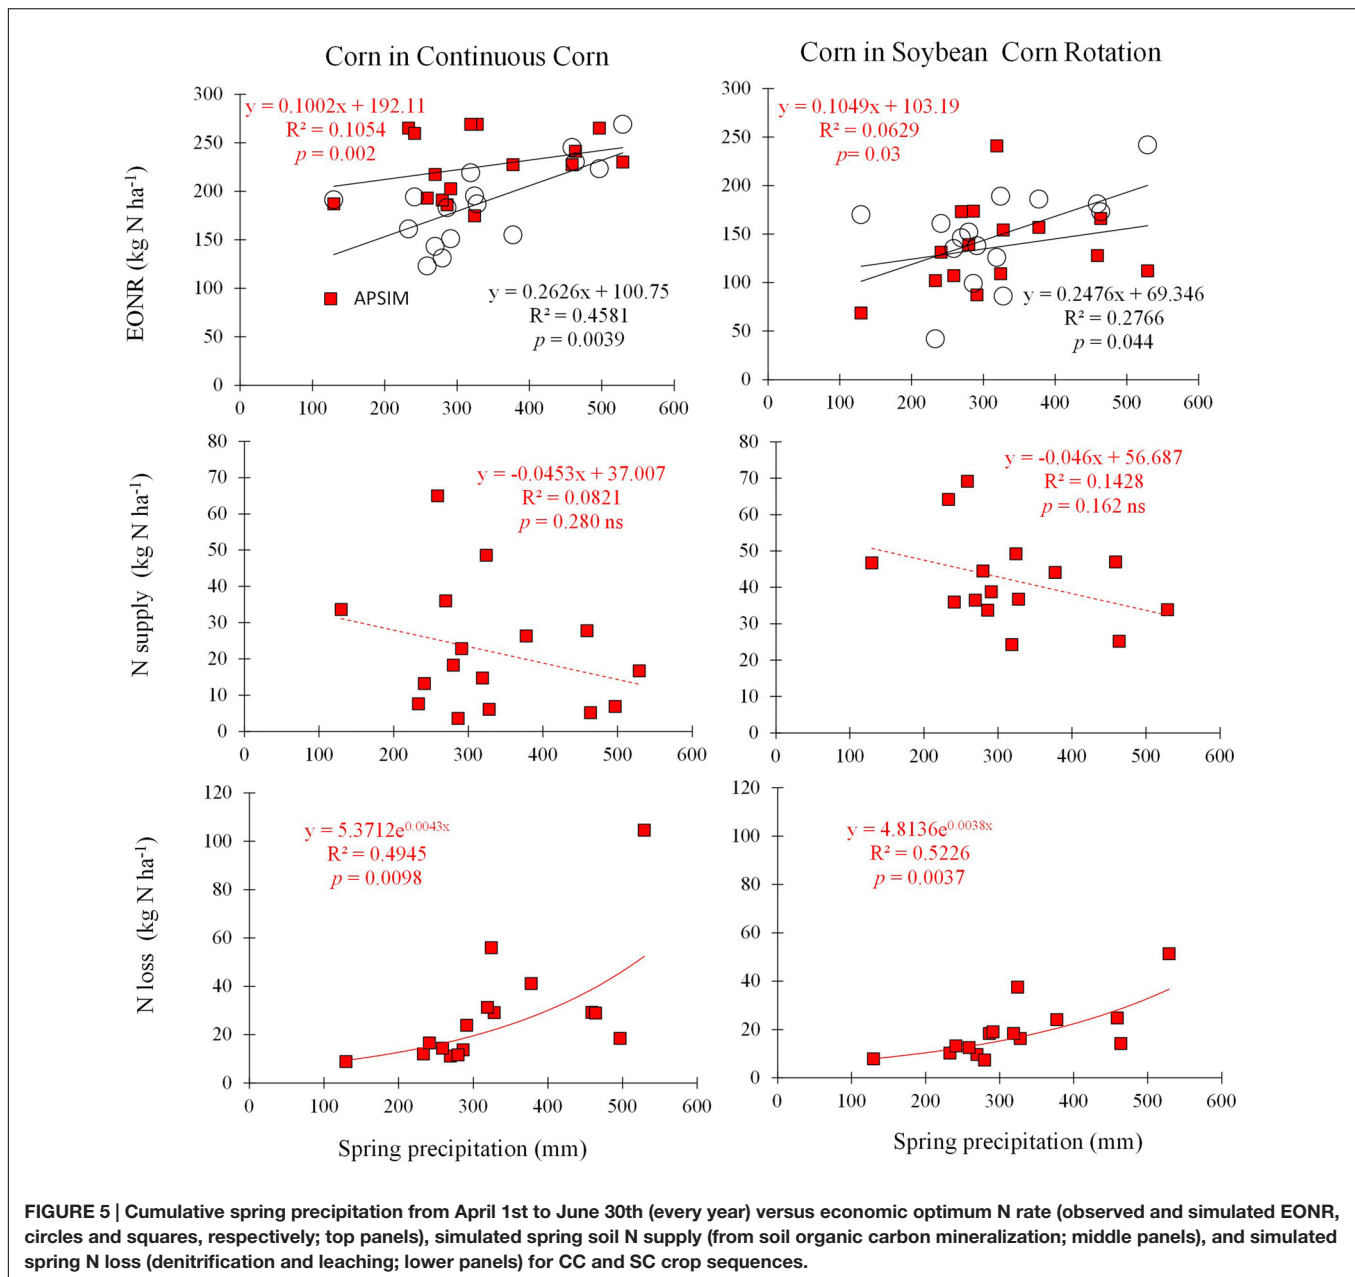 Corn in Continuous Corn
Corn in Soybean Corn Rotation
EONR (kg N ha-1)
300
250
200
150
100
50
0
y = 0.1002x + 192.11
R² = 0.1054
p = 0.002
APSIM
y = 0.2626x + 100.75
R² = 0.4581
p = 0.0039
0 100 200 300 400 500 600
300
250
200
150
100
50
0
y = 0.1049x + 103.19
R² = 0.0629
p= 0.03
y = 0.2476x + 69.346
R² = 0.2766
p = 0.044
0 100 200 300 400 500 600
N supply (kg N ha-1)
80
70
60
50
40
30
20
10
0
y = -0.0453x + 37.007
R² = 0.0821
p = 0.280 ns
0 100 200 300 400 500 600
80
70
60
50
40
30
20
10
0
y = -0.046x + 56.687
R² = 0.1428
p = 0.162 ns
0 100 200 300 400 500 600
N loss (kg N ha-1)
120
100
80
60
40
20
0
y = 5.3712e0.0043x
R² = 0.4945
p = 0.0098
0 100 200 300 400 500 600
Spring precipitation (mm)
120
100
80
60
40
20
0
y = 4.8136e0.0038x
R² = 0.5226
p = 0.0037
0 100 200 300 400 500 600
Spring precipitation (mm)
FIGURE 5 | Cumulative spring precipitation from April 1st to June 30th (every year) versus economic optimum N rate (observed and simulated EONR,
circles and squares, respectively; top panels), simulated spring soil N supply (from soil organic carbon mineralization; middle panels), and simulated
spring N loss (denitrification and leaching; lower panels) for CC and SC crop sequences.